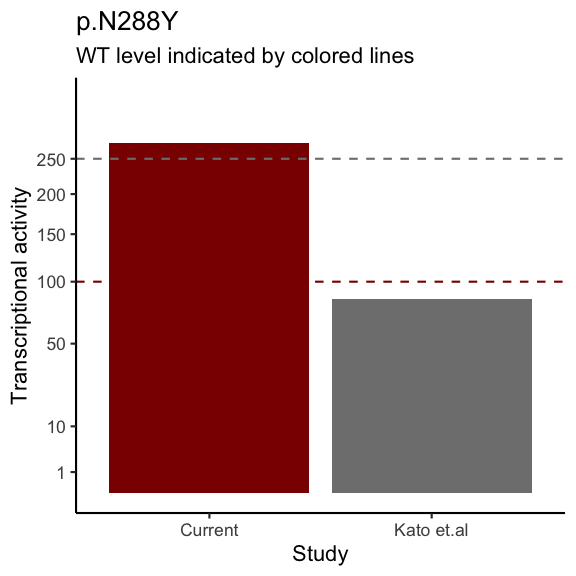 p.N288Y
WT level indicated by colored lines
Transcriptional activity
250
200
150
100
50
10
1
Current
Kato et.al
Study